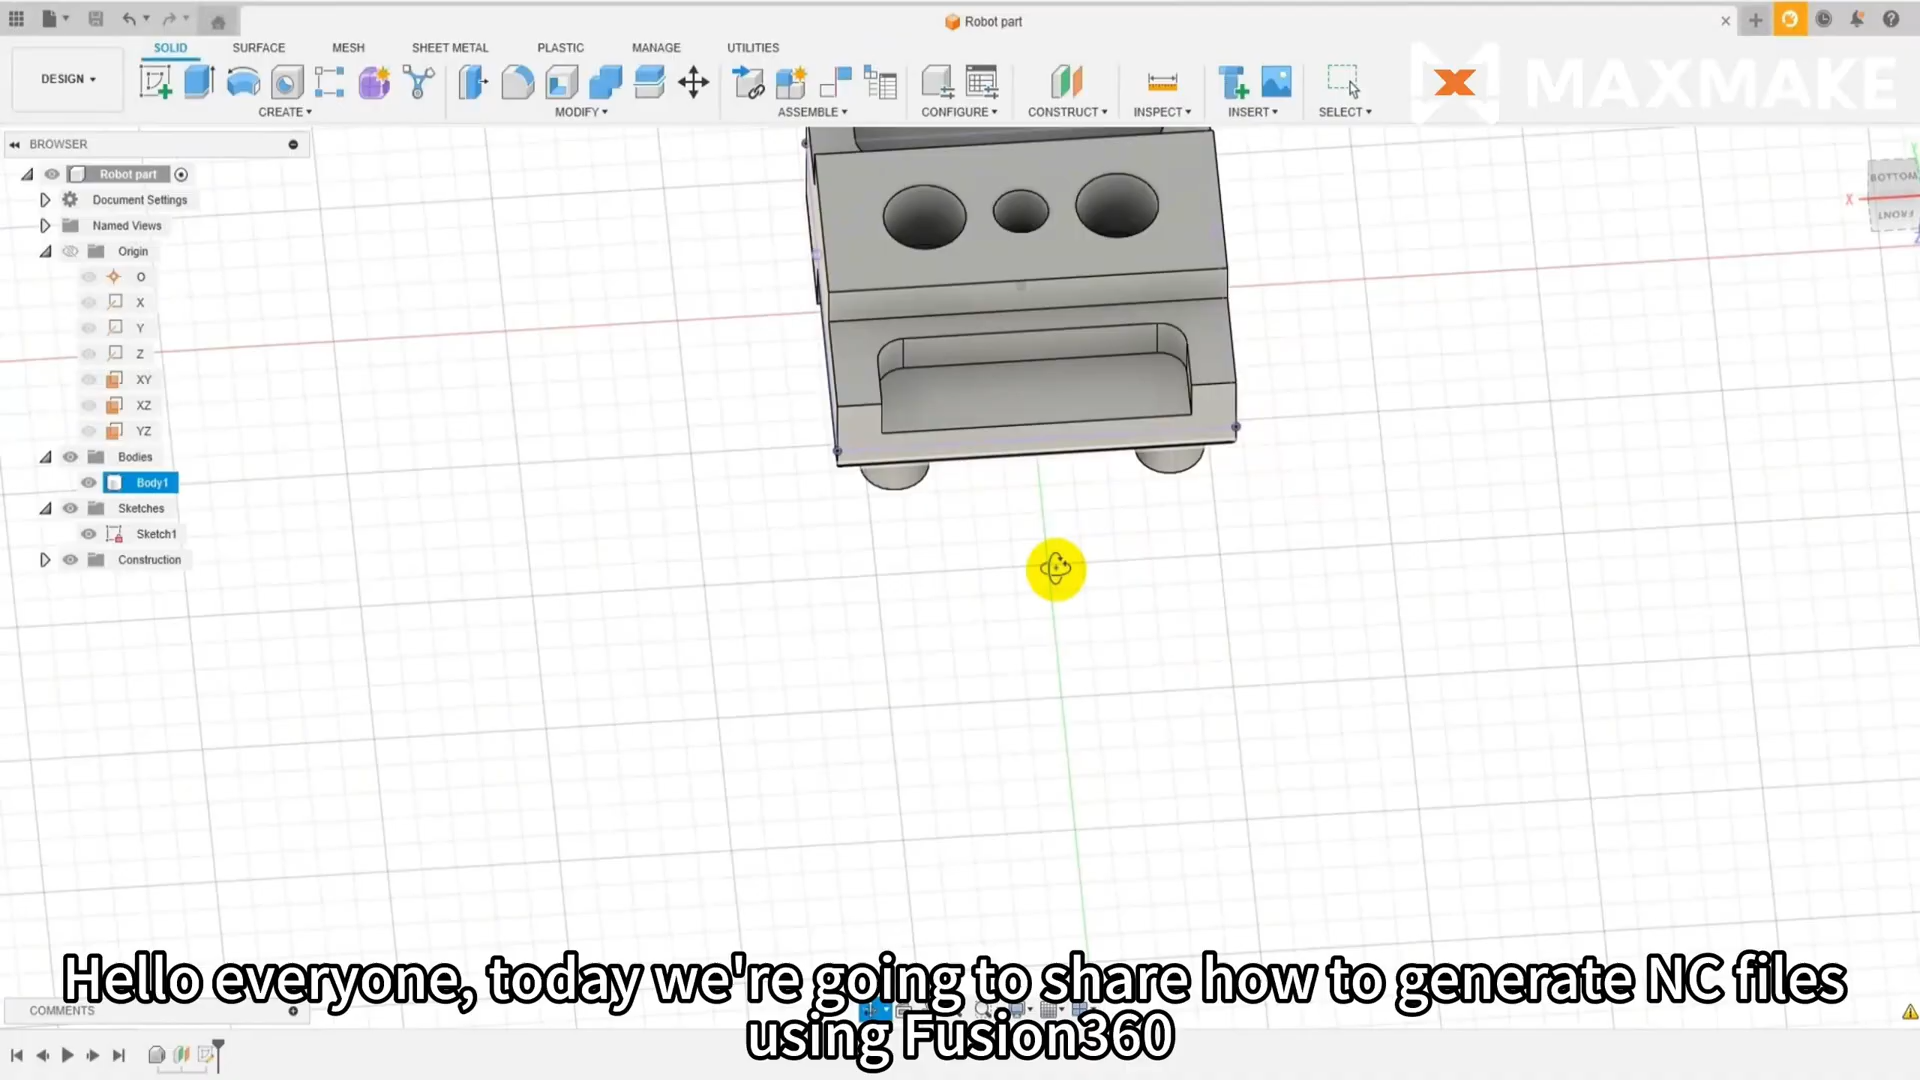 Robot part
SOLID SURFACE MESH SHEET METAL PLASTIC MANAGE UTILITIES
DESIGN
CREATE MODIFY ASSEMBLE CONFIGURE CONSTRUCT INSPECT INSERT SELECT
MAXMAKE
BROWSER
Robot part
Document Settings
Named Views
Origin
O
X
Y
Z
XY
XZ
YZ
Bodies
Body1
Sketches
Sketch1
Construction
BOTTOM
X
FRONT
Hello everyone, today we're going to share how to generate NC files
using Fusion360
COMMENTS